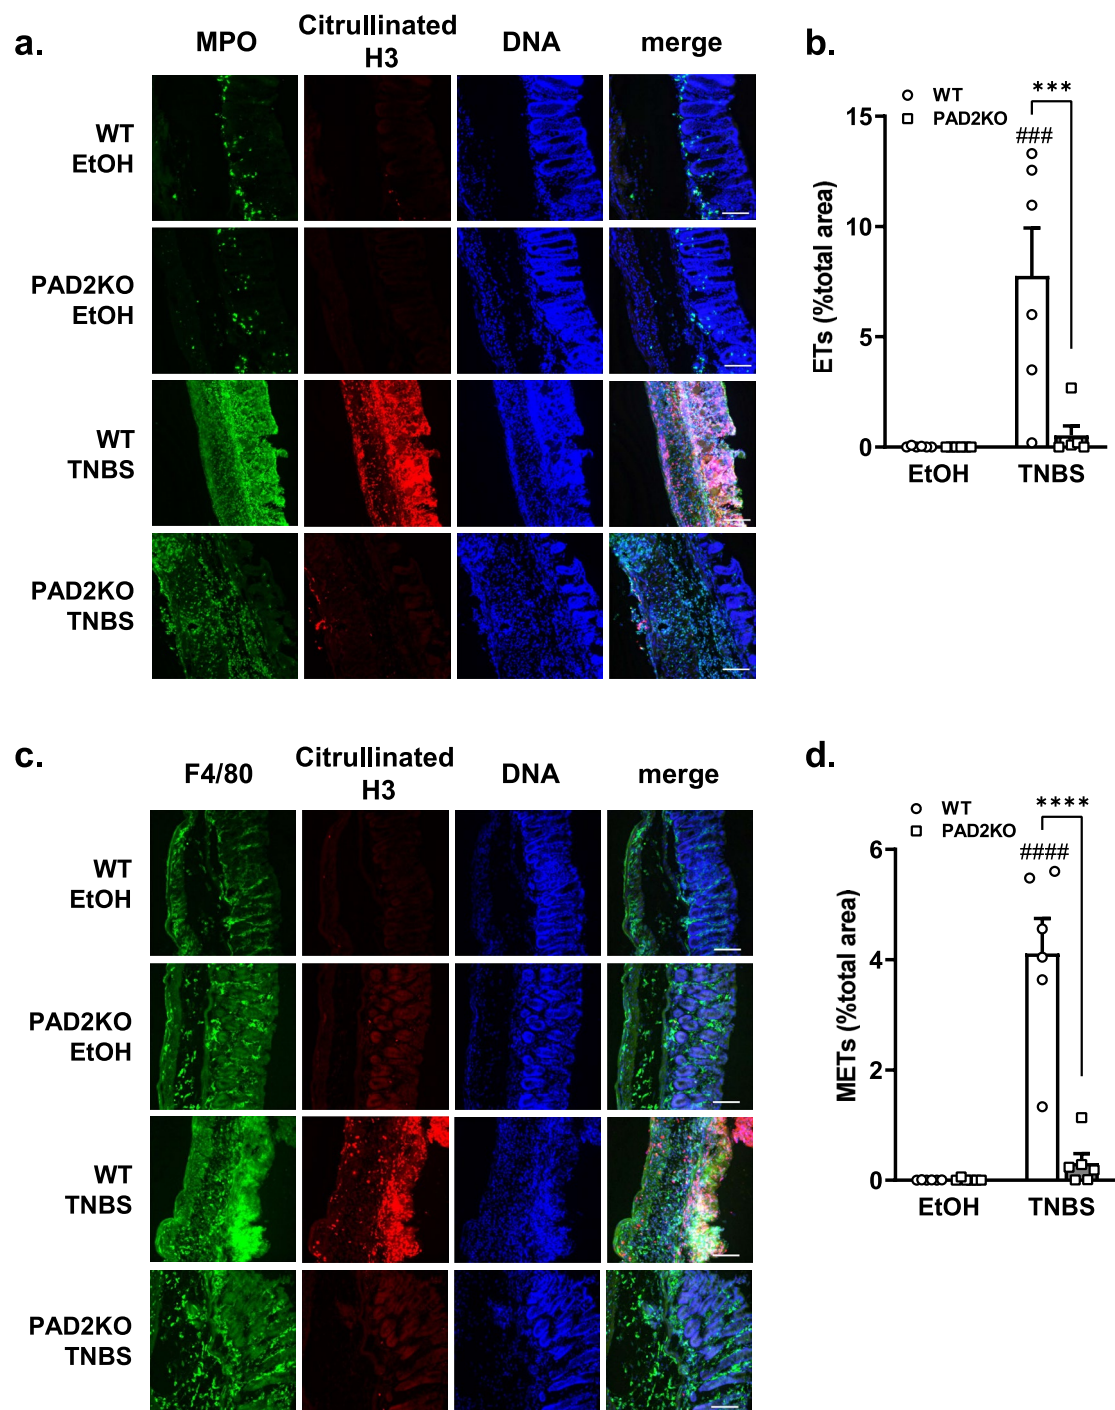 a.
MPO
Citrullinated
H3
DNA
merge
WT
EtOH
PAD2KO
EtOH
WT
TNBS
PAD2KO
TNBS
b.
WT
PAD2KO
***
###
15
10
5
0
ETs (%total area)
EtOH
TNBS
c.
F4/80
Citrullinated
H3
DNA
merge
WT
EtOH
PAD2KO
EtOH
WT
TNBS
PAD2KO
TNBS
d.
WT
PAD2KO
****
####
6
4
2
0
METs (%total area)
EtOH
TNBS